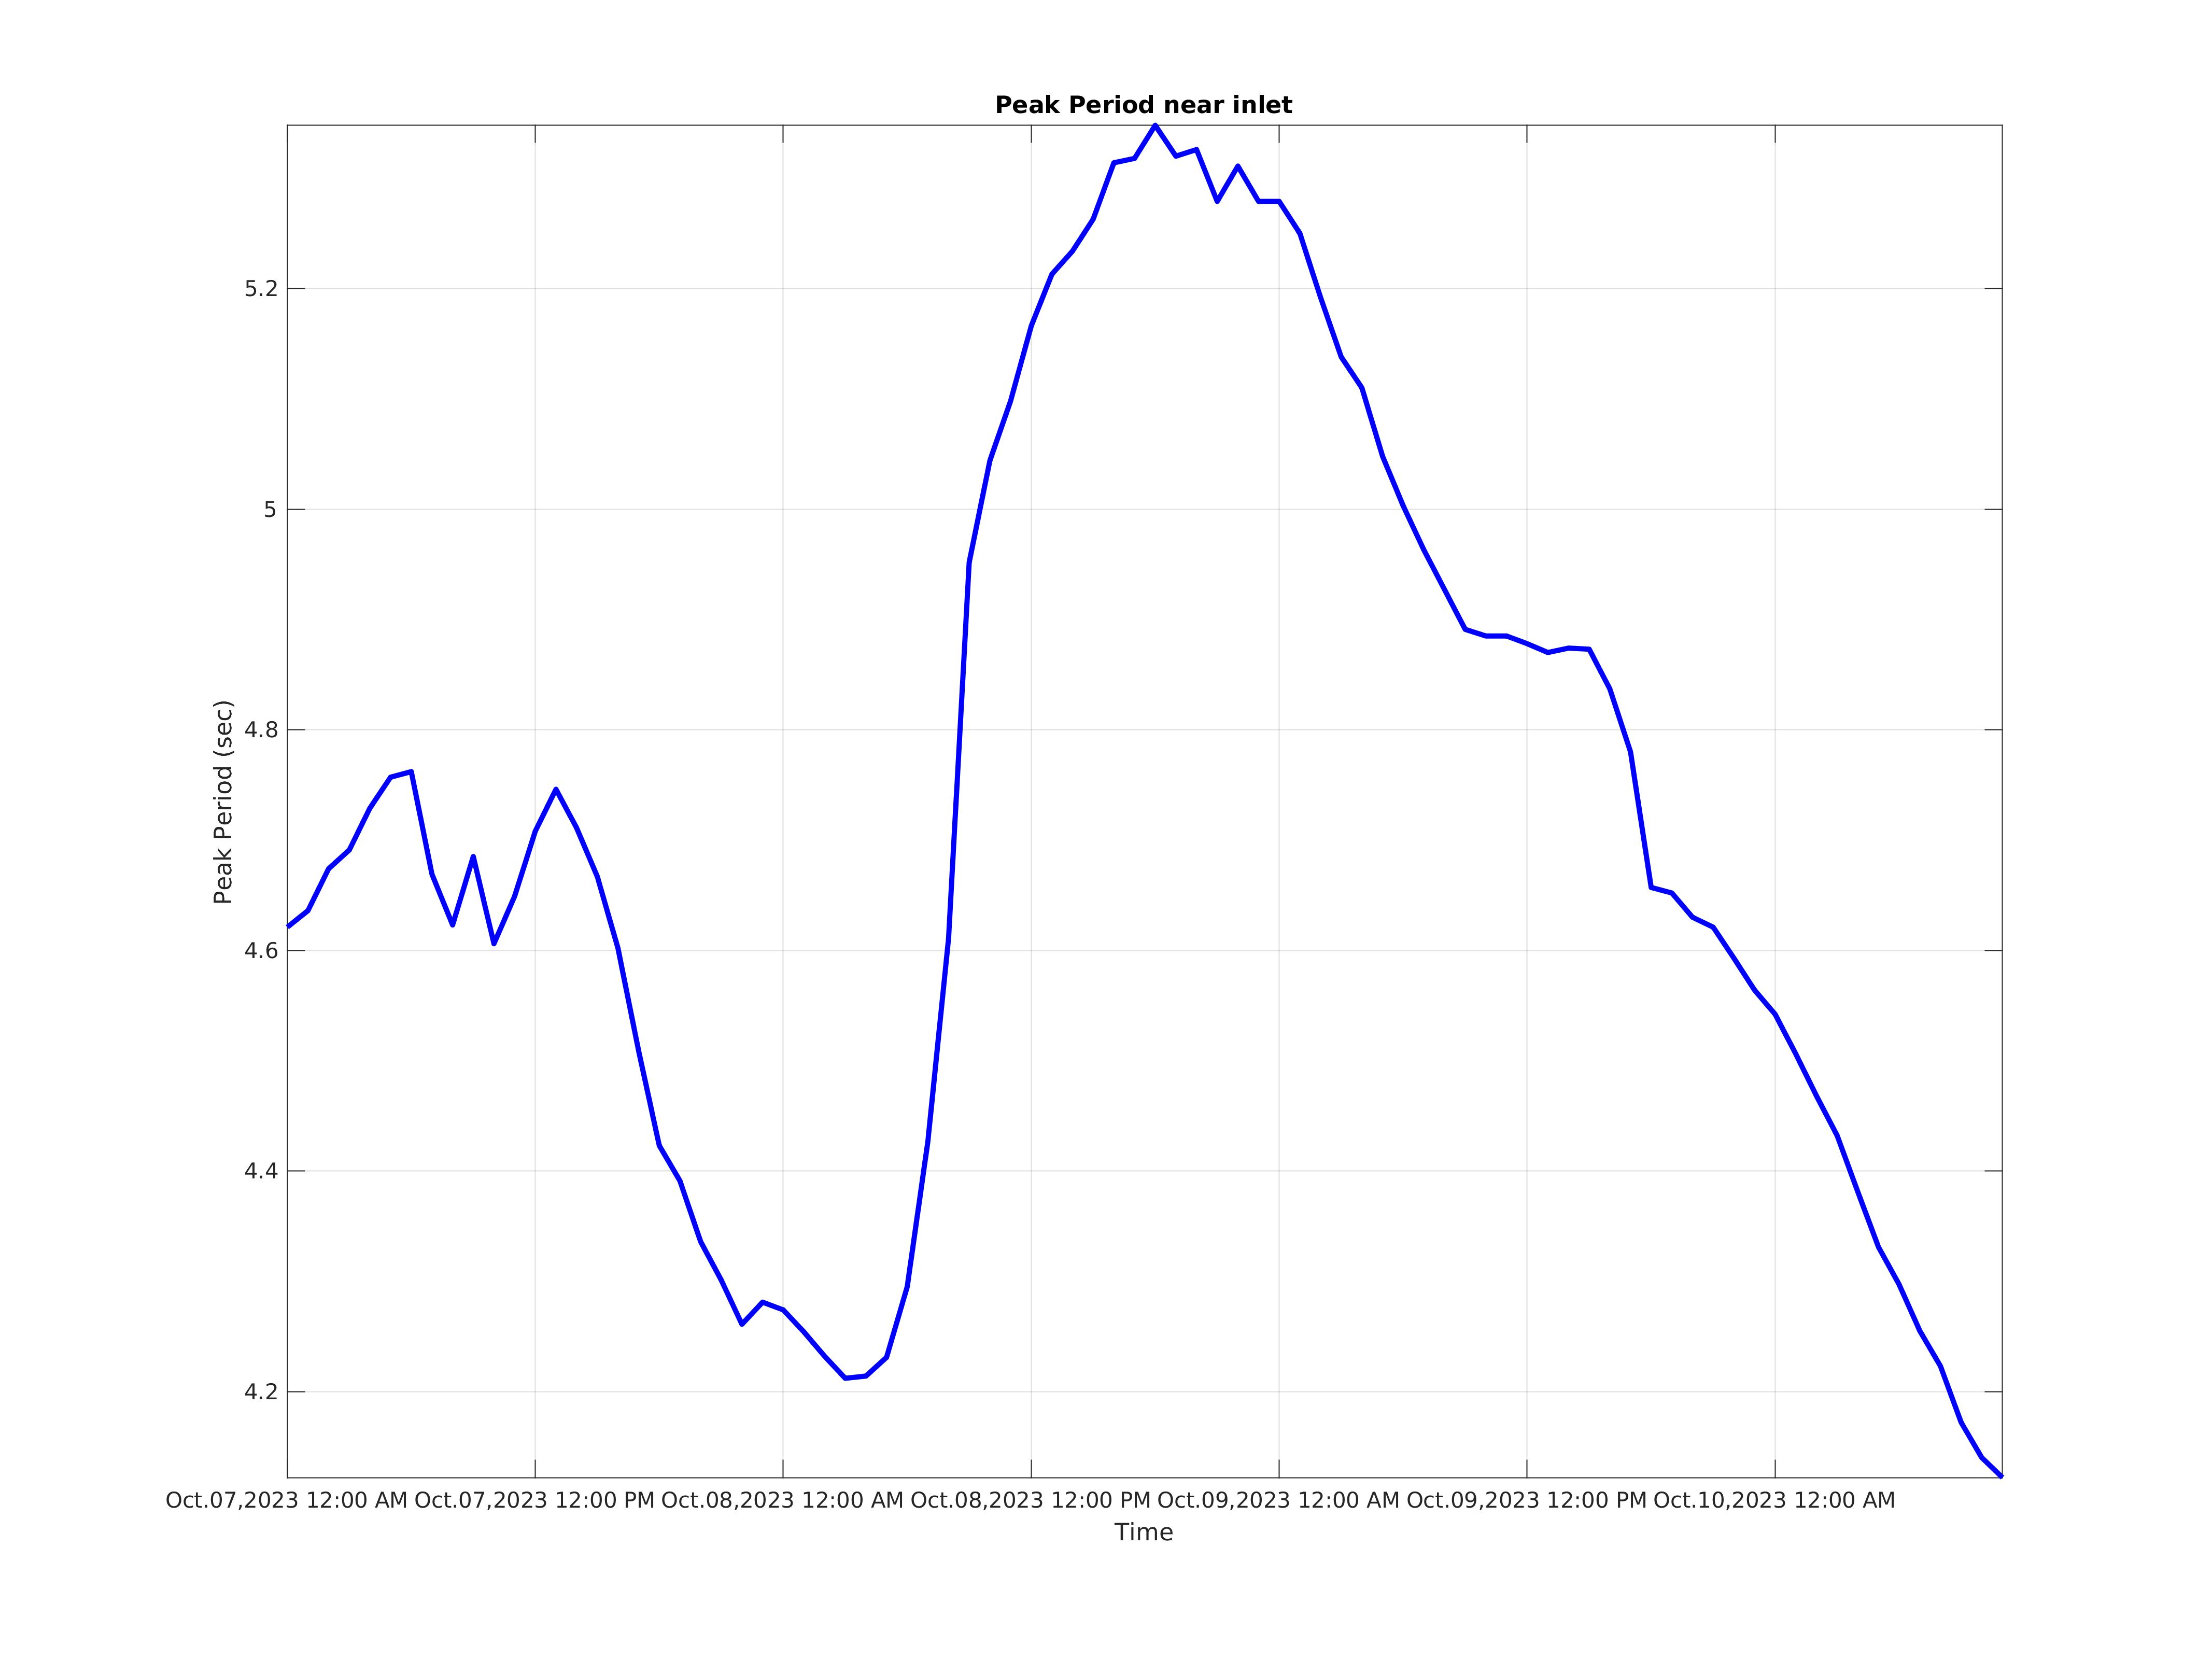 Peak Period near inlet
Peak Period (sec)
5.2
5
4.8
4.6
4.4
4.2
Oct.07,2023 12:00 AM Oct.07,2023 12:00 PM Oct.08,2023 12:00 AM Oct.08,2023 12:00 PM Oct.09,2023 12:00 AM Oct.09,2023 12:00 PM Oct.10,2023 12:00 AM
Time